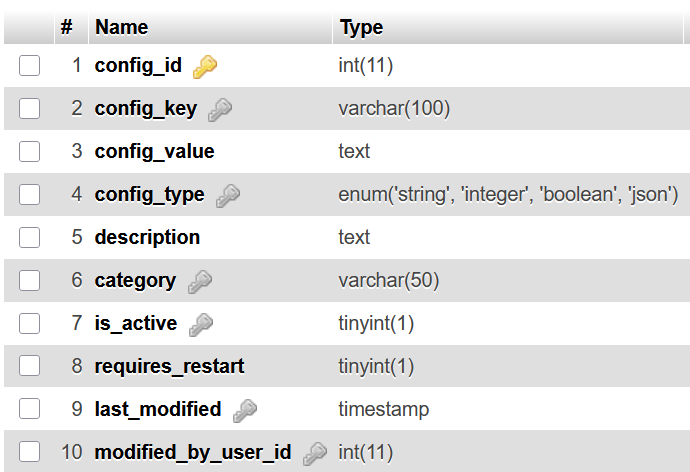 # Name Type
1 config_id int(11)
2 config_key varchar(100)
3 config_value text
4 config_type enum('string', 'integer', 'boolean', 'json')
5 description text
6 category varchar(50)
7 is_active tinyint(1)
8 requires_restart tinyint(1)
9 last_modified timestamp
10 modified_by_user_id int(11)